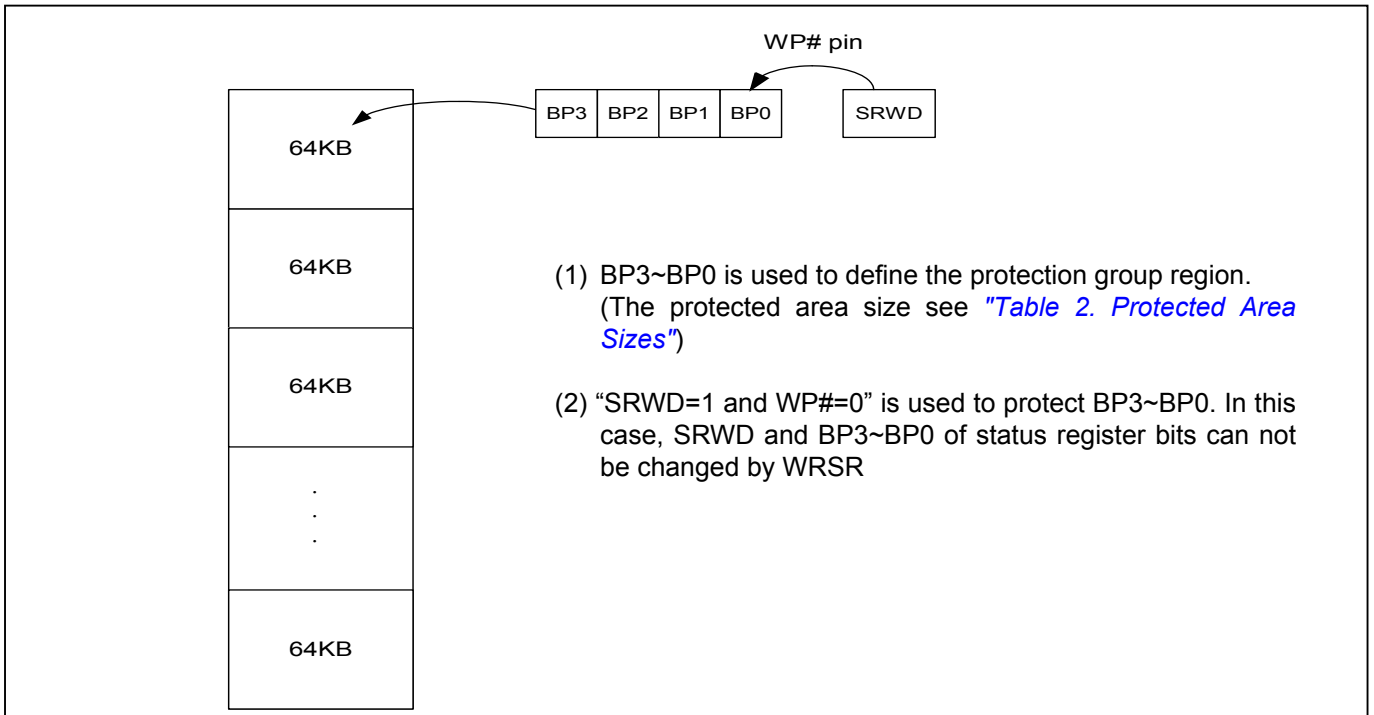 WP# pin
BP3 BP2 BP1 BP0 SRWD
64KB
64KB
(1) BP3~BP0 is used to define the protection group region.
(The protected area size see "Table 2. Protected Area
Sizes")
64KB
(2) “SRWD=1 and WP#=0” is used to protect BP3~BP0. In this
case, SRWD and BP3~BP0 of status register bits can not
be changed by WRSR
.
.
.
64KB